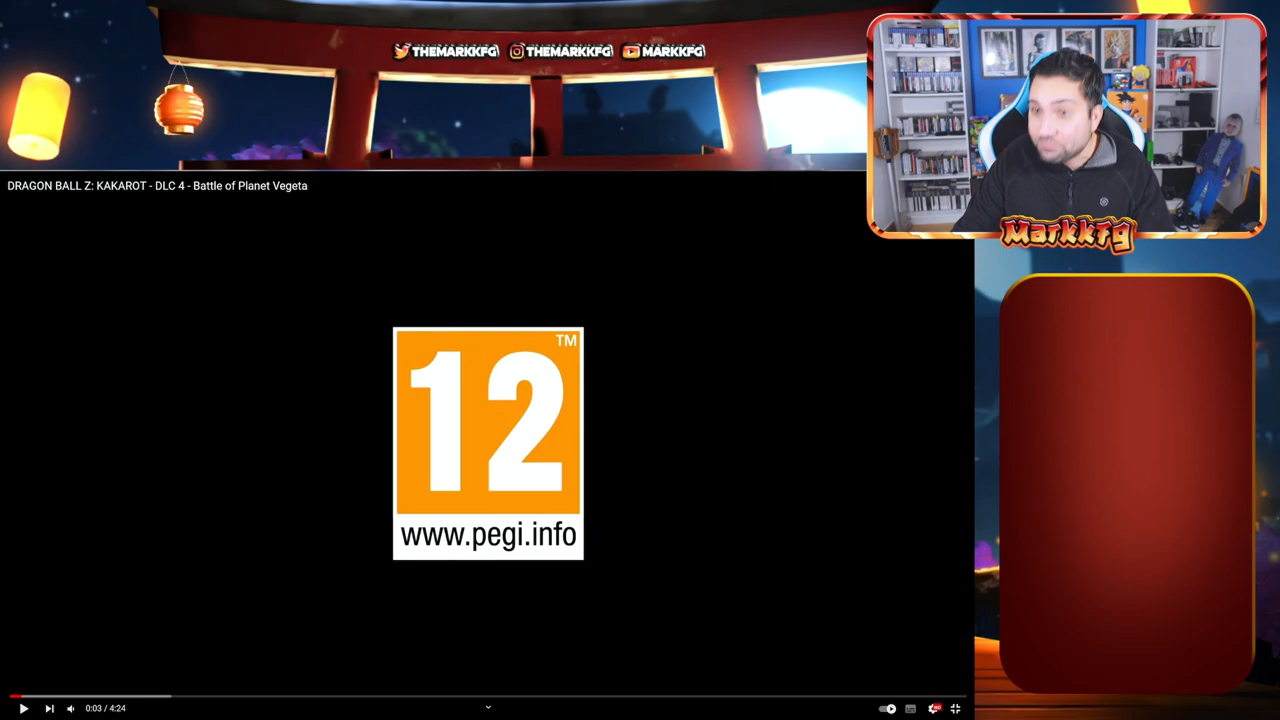 THEMARKKFG THEMARKKFG MARKKFG
Markkfg
DRAGON BALL Z: KAKAROT - DLC 4 - Battle of Planet Vegeta
12
TM
www.pegi.info
0:03 / 4:24
HD